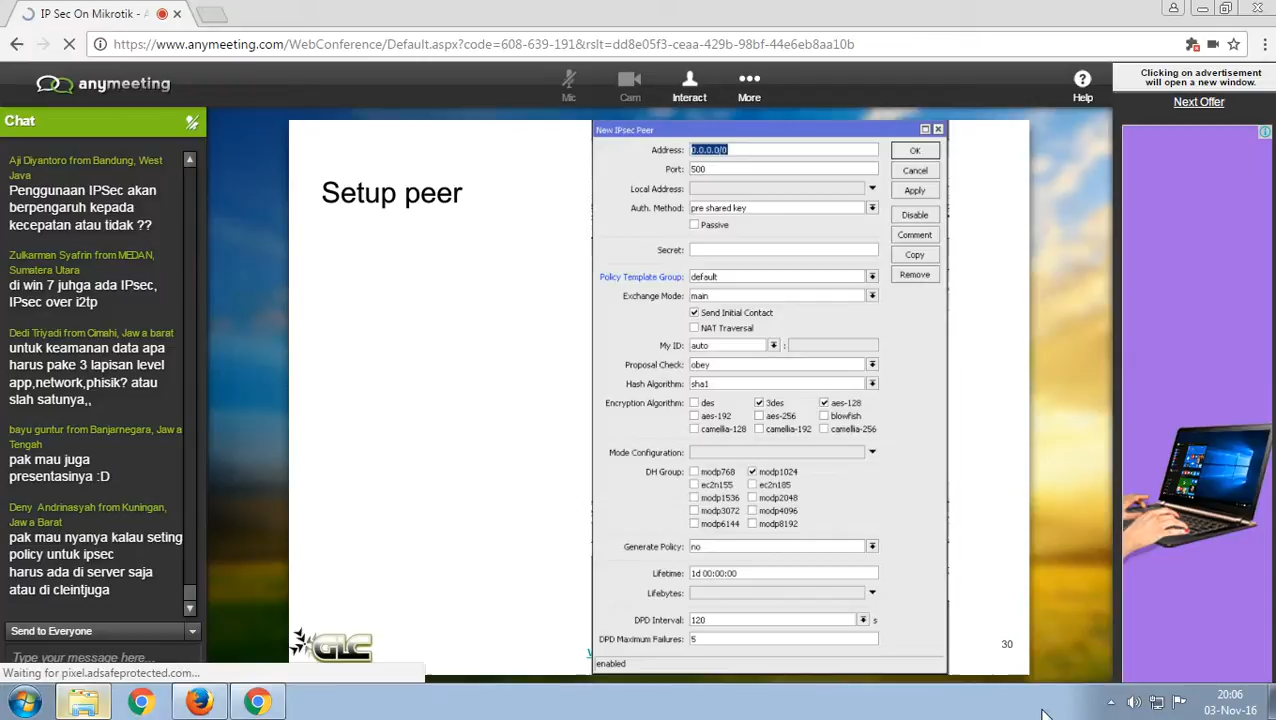 IP Sec On Mikrotik -
https://www.anymeeting.com/WebConference/Default.aspx?code=608-639-191&rslt=dd8e05f3-ceaa-429b-98bf-44e6eb8aa10b
anymeeting
Mic
Cam
Interact
More
Help
Clicking on advertisement
will open a new window.
Next Offer
Chat
Aji Diyantoro from Bandung, West
Java
Penggunaan IPSec akan
berpengaruh kepada
kecepatan atau tidak ??
Zulkarman Syafrin from MEDAN,
Sumatera Utara
di win 7 juhga ada IPsec,
IPsec over i2tp
Dedi Triyadi from Cimahi, Jawa barat
untuk keamanan data apa
harus pake 3 lapisan level
app,network,phisik? atau
slah satunya,,
bayu guntur from Banjarnegara, Jawa
Tengah
pak mau juga
presentasinya :D
Deny Andrinasyah from Kuningan,
Jawa Barat
pak mau nyanya kalau seting
policy untuk ipsec
harus ada di server saja
atau di cleintjuga
Send to Everyone
Type your message here...
Waiting for pixel.adsafeprotected.com...
Setup peer
New IPsec Peer
Address: 0.0.0.0/0
Port: 500
Local Address:
Auth. Method: pre shared key
Passive
Secret:
Policy Template Group: default
Exchange Mode: main
Send Initial Contact
NAT Traversal
My ID: auto :
Proposal Check: obey
Hash Algorithm: sha1
Encryption Algorithm: des 3des aes-128
aes-192 aes-256 blowfish
camellia-128 camellia-192 camellia-256
Mode Configuration:
DH Group: modp768 modp1024
ec2n155 ec2n185
modp1536 modp2048
modp3072 modp4096
modp6144 modp8192
Generate Policy: no
Lifetime: 1d 00:00:00
Lifebytes:
DPD Interval: 120 s
DPD Maximum Failures: 5
enabled
OK
Cancel
Apply
Disable
Comment
Copy
Remove
GLC
30
20:06
03-Nov-16